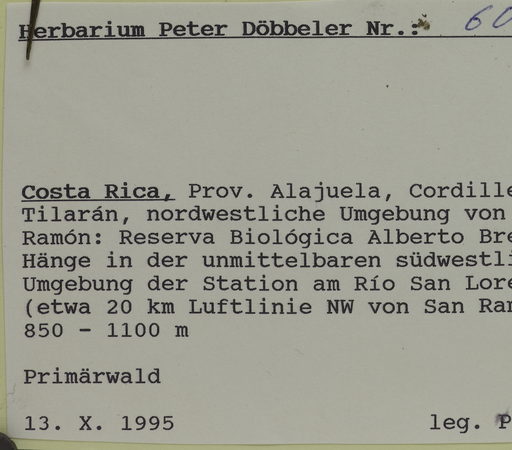 Herbarium Peter Döbbeler Nr.: 60
Costa Rica, Prov. Alajuela, Cordille
Tilarán, nordwestliche Umgebung von
Ramón: Reserva Biológica Alberto Bre
Hänge in der unmittelbaren südwestli
Umgebung der Station am Río San Lore
(etwa 20 km Luftlinie NW von San Ram
850 - 1100 m
Primärwald
13. X. 1995 leg. P